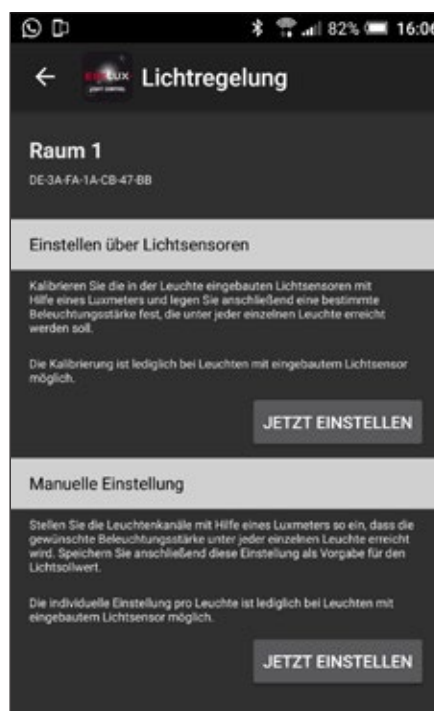 82% 16:06
Lichtregelung
Raum 1
DE-3A-FA-1A-CB-47-BB
Einstellen über Lichtsensoren
Kalibrieren Sie die in der Leuchte eingebauten Lichtsensoren mit
Hilfe eines Luxmeters und legen Sie anschließend eine bestimmte
Beleuchtungsstärke fest, die unter jeder einzelnen Leuchte erreicht
werden soll.
Die Kalibrierung ist lediglich bei Leuchten mit eingebautem Lichtsensor
möglich.
JETZT EINSTELLEN
Manuelle Einstellung
Stellen Sie die Leuchtenkanäle mit Hilfe eines Luxmeters so ein, dass die
gewünschte Beleuchtungsstärke unter jeder einzelnen Leuchte erreicht
wird. Speichern Sie anschließend diese Einstellung als Vorgabe für den
Lichtsollwert.
Die individuelle Einstellung pro Leuchte ist lediglich bei Leuchten mit
eingebautem Lichtsensor möglich.
JETZT EINSTELLEN